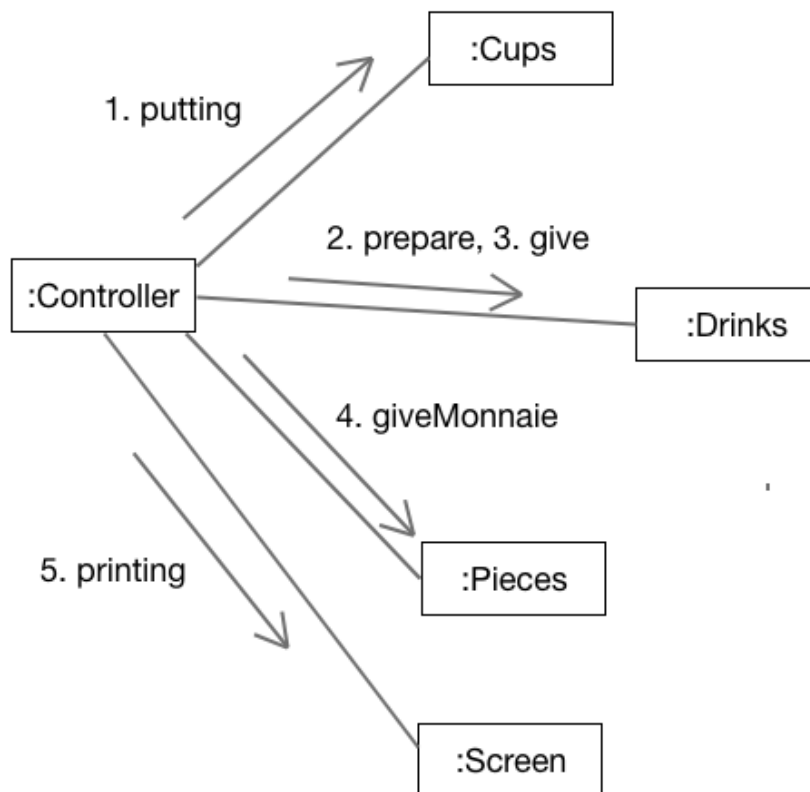 :Cups
1. putting
2. prepare, 3. give
:Controller
:Drinks
4. giveMonnaie
5. printing
:Pieces
:Screen